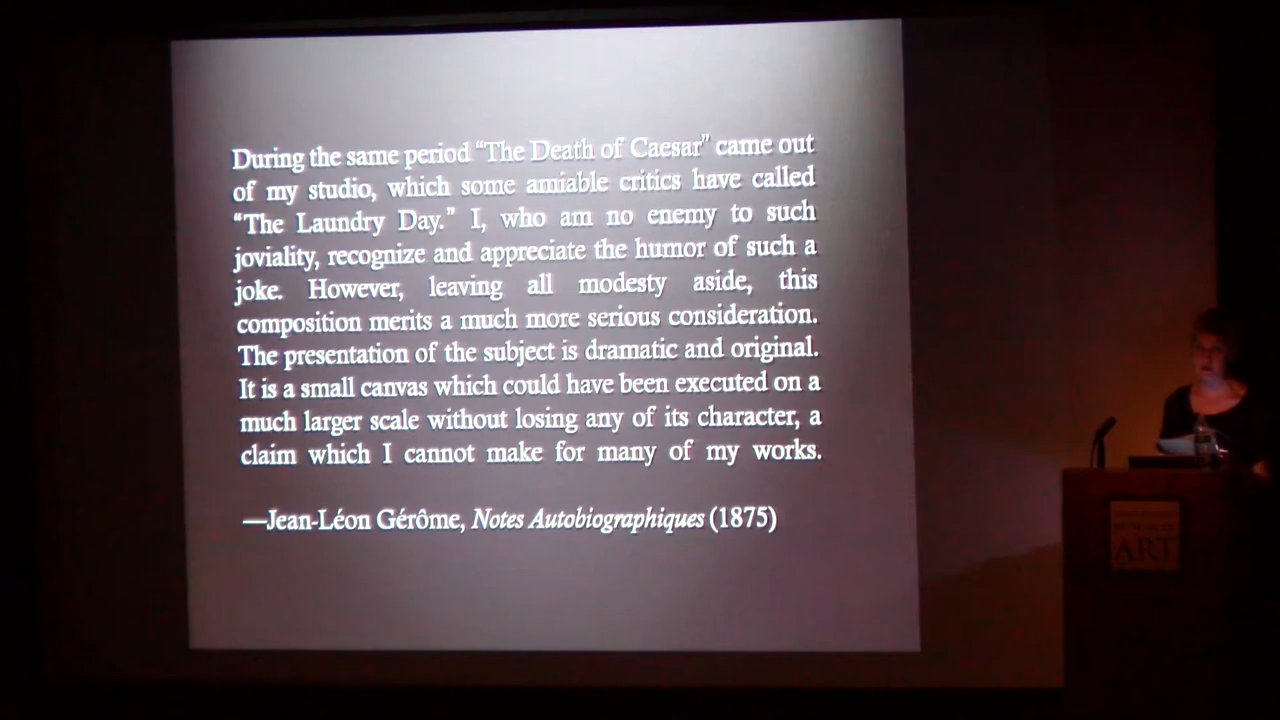 During the same period “The Death of Caesar” came out
of my studio, which some amiable critics have called
“The Laundry Day.” I, who am no enemy to such
joviality, recognize and appreciate the humor of such a
joke. However, leaving all modesty aside, this
composition merits a much more serious consideration.
The presentation of the subject is dramatic and original.
It is a small canvas which could have been executed on a
much larger scale without losing any of its character, a
claim which I cannot make for many of my works.
—Jean-Léon Gérôme, Notes Autobiographiques (1875)
ART